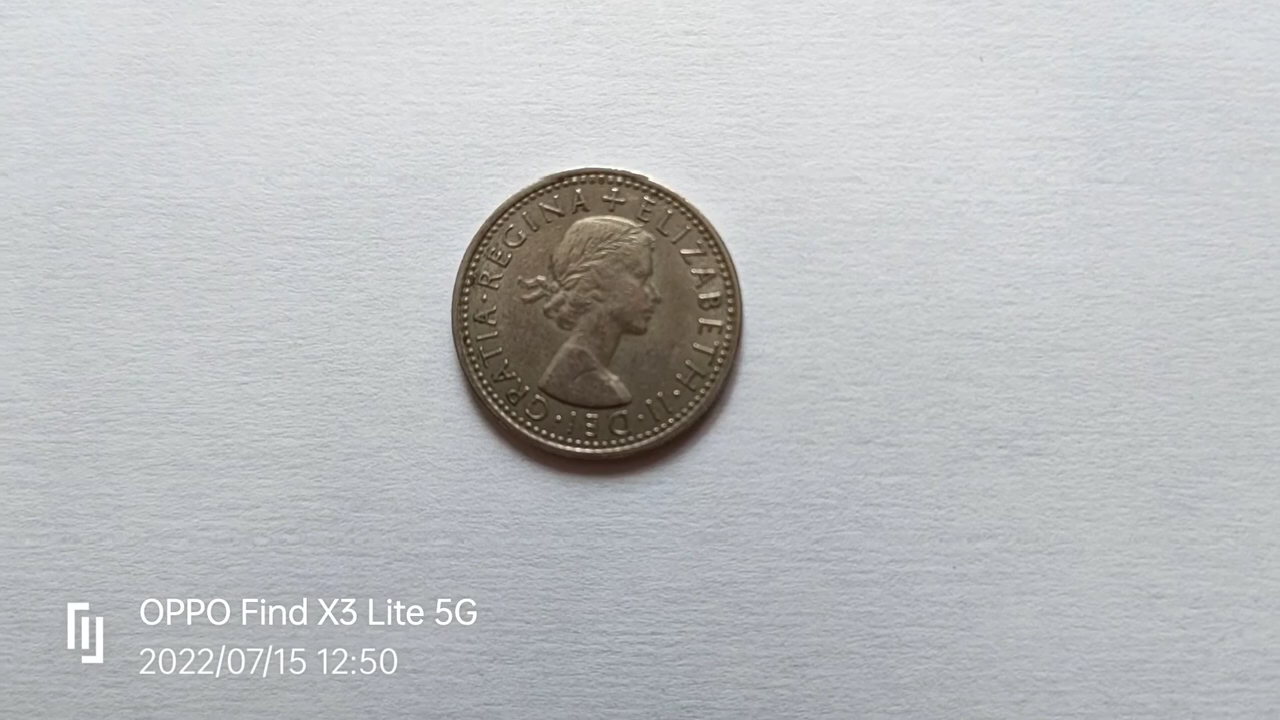 + ELIZABETH · II · DEI · GRATIA · REGINA
OPPO Find X3 Lite 5G
2022/07/15 12:50